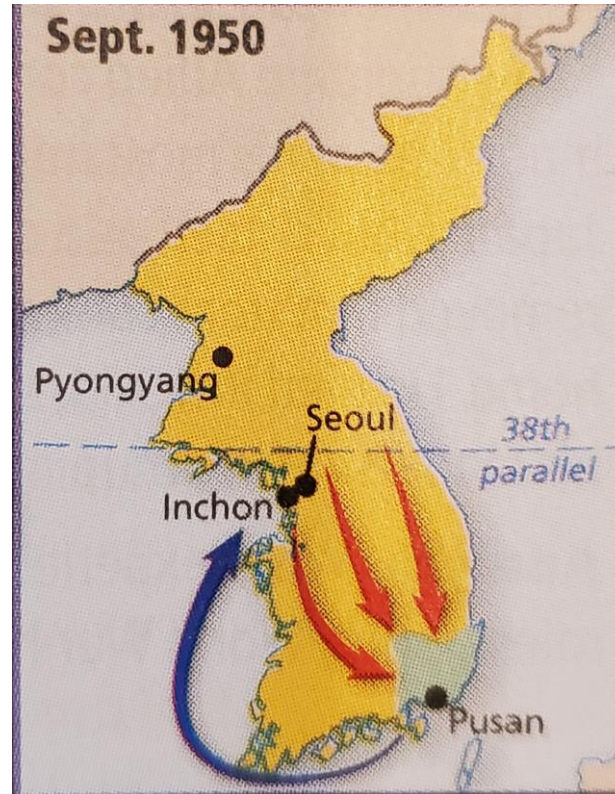 Sept. 1950
Pyongyang
Seoul
38th
parallel
Inchon
Pusan